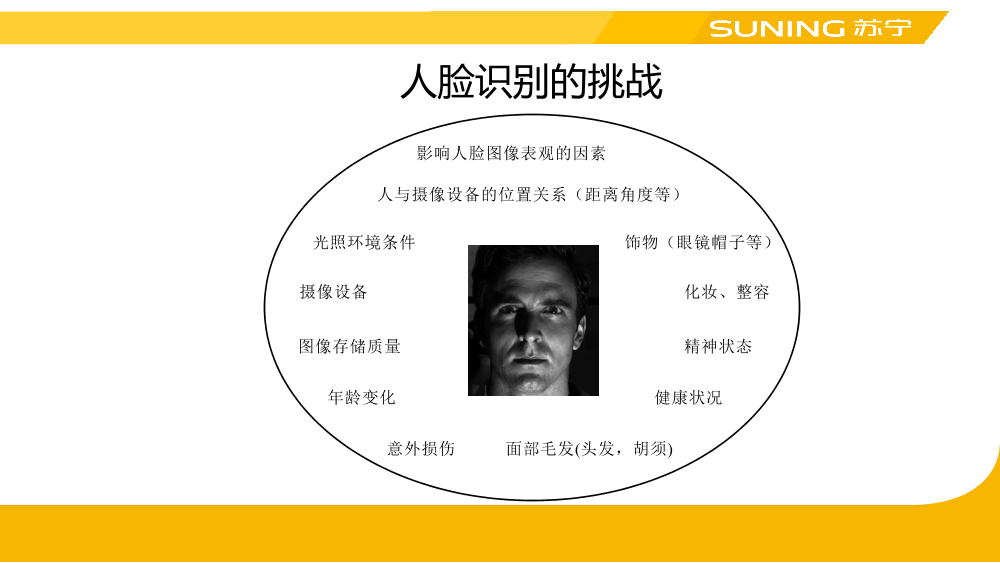 SUNING 苏宁
人脸识别的挑战
影响人脸图像表观的因素
人与摄像设备的位置关系（距离角度等）
光照环境条件
饰物（眼镜帽子等）
摄像设备
化妆、整容
图像存储质量
精神状态
年龄变化
健康状况
意外损伤
面部毛发(头发，胡须)